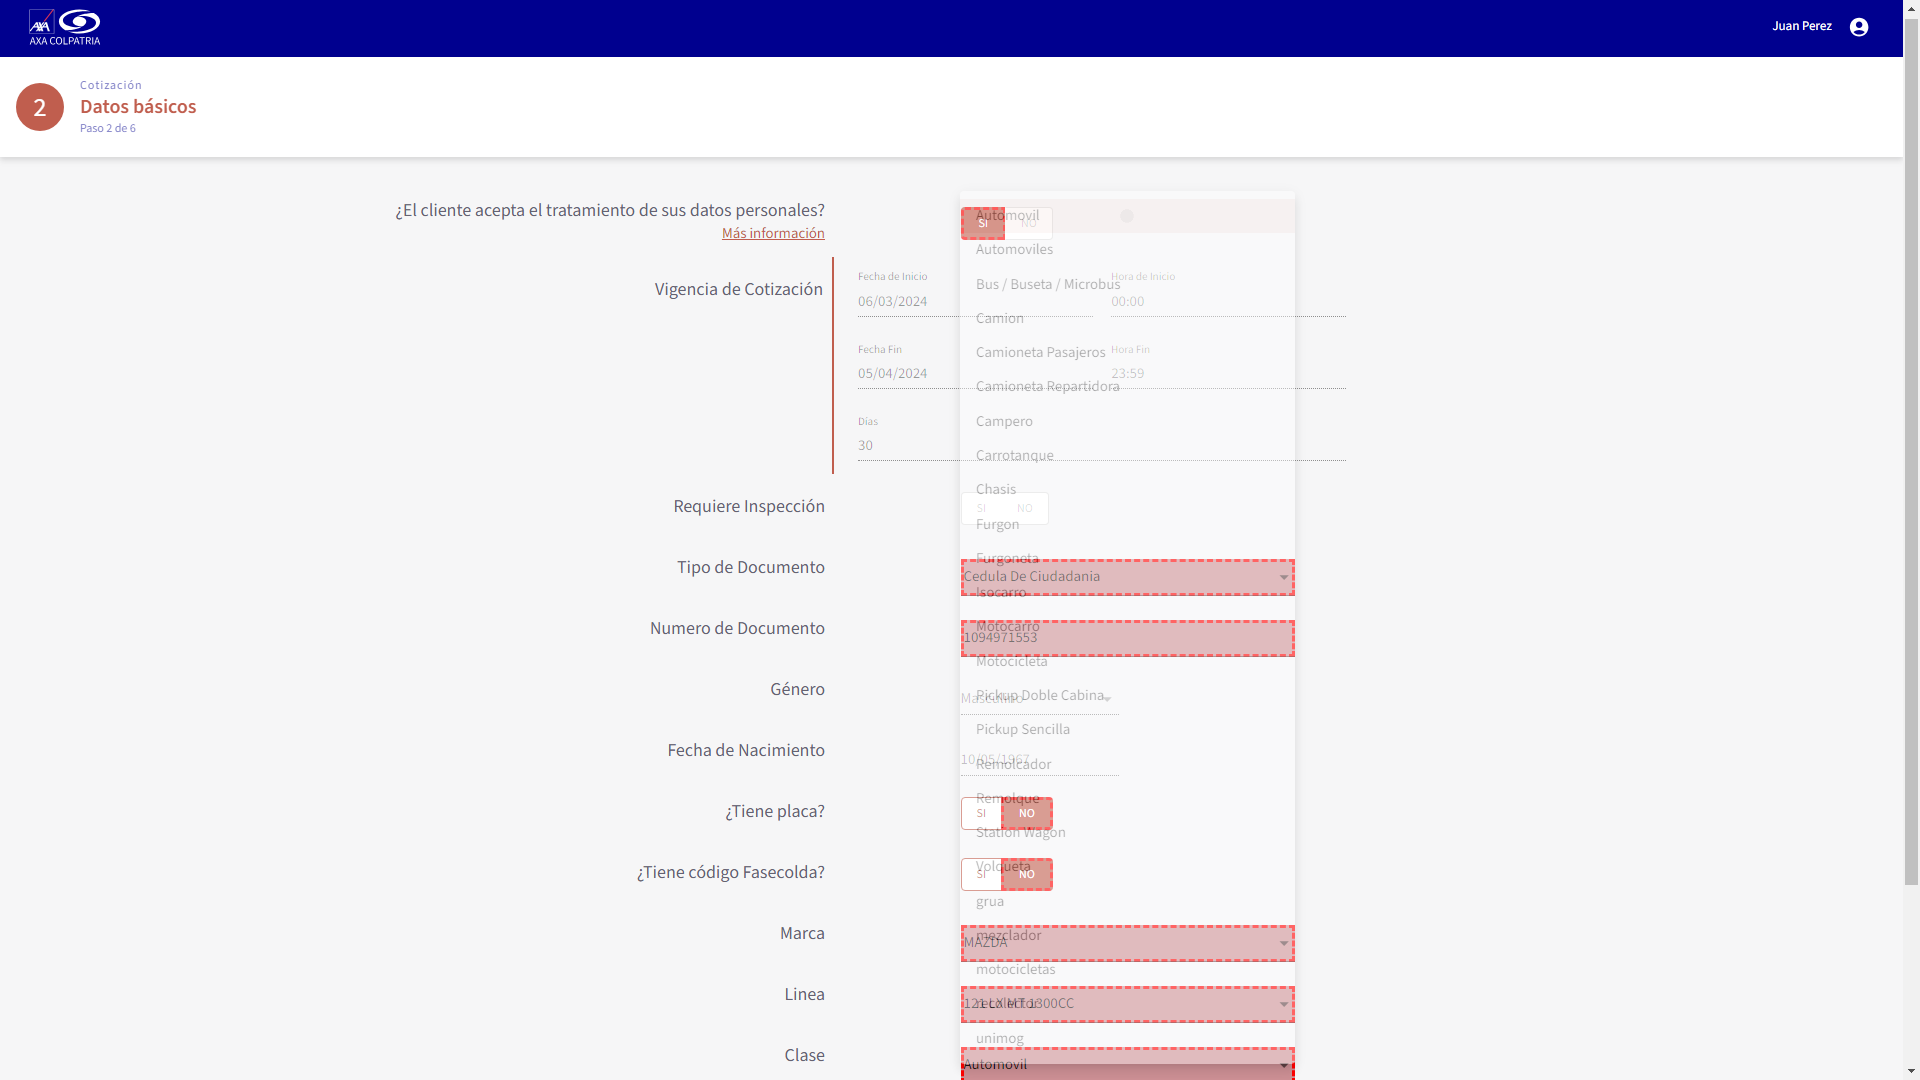 AXA COLPATRIA
Juan Perez
2
Cotización
Datos básicos
Paso 2 de 6
¿El cliente acepta el tratamiento de sus datos personales?
Más información
SI NO
Vigencia de Cotización
Fecha de Inicio
06/03/2024
Hora de Inicio
00:00
Fecha Fin
05/04/2024
Hora Fin
23:59
Días
30
Requiere Inspección
SI NO
Tipo de Documento
Cedula De Ciudadania
Numero de Documento
1094971553
Género
Masculino
Fecha de Nacimiento
10/05/1967
¿Tiene placa?
SI NO
¿Tiene código Fasecolda?
SI NO
Marca
MAZDA
Linea
121 LX MT 1300CC
Clase
Automovil
Automovil
Automoviles
Bus / Buseta / Microbus
Camion
Camioneta Pasajeros
Camioneta Repartidora
Campero
Carrotanque
Chasis
Furgon
Furgoneta
Isocarro
Motocarro
Motocicleta
Pickup Doble Cabina
Pickup Sencilla
Remolcador
Remolque
Station Wagon
Volqueta
grua
mezclador
motocicletas
recolector
unimog